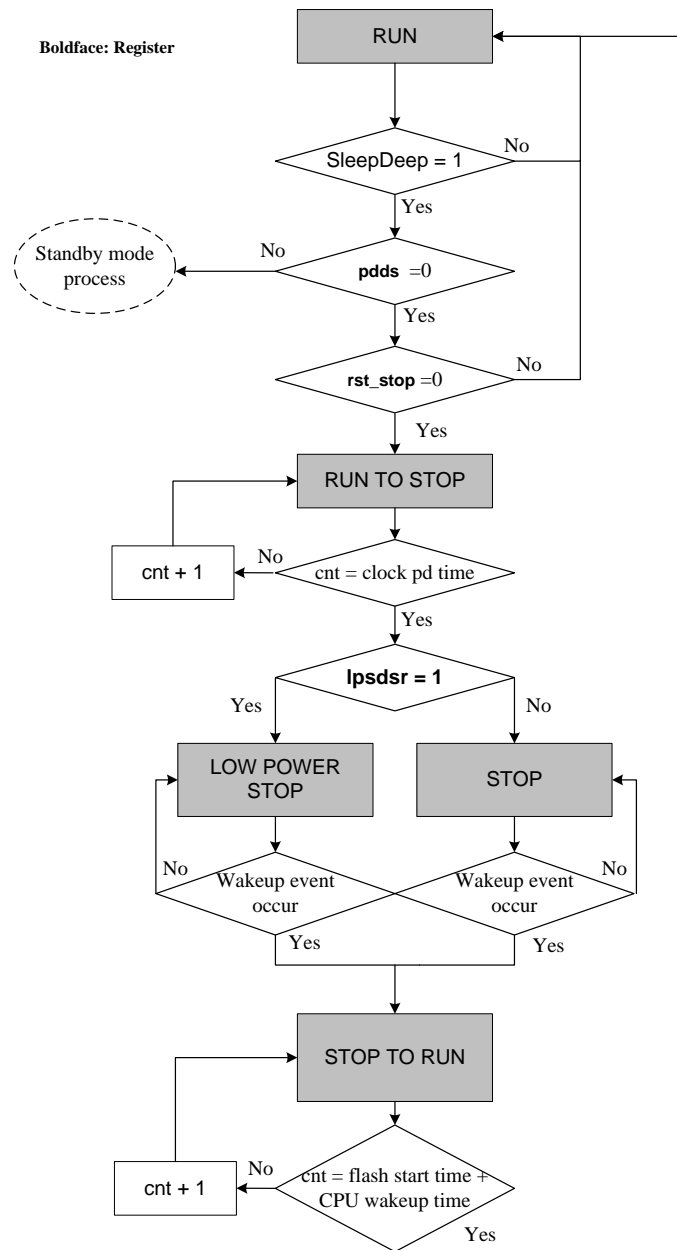 Boldface: Register
RUN
SleepDeep = 1
No
Yes
No
Standby mode
process
pdds =0
Yes
rst_stop =0
No
Yes
RUN TO STOP
cnt + 1
No
cnt = clock pd time
Yes
lpsdsr = 1
Yes
No
LOW POWER
STOP
STOP
No
Wakeup event
occur
Wakeup event
occur
No
Yes
Yes
STOP TO RUN
cnt + 1
No
cnt = flash start time +
CPU wakeup time
Yes